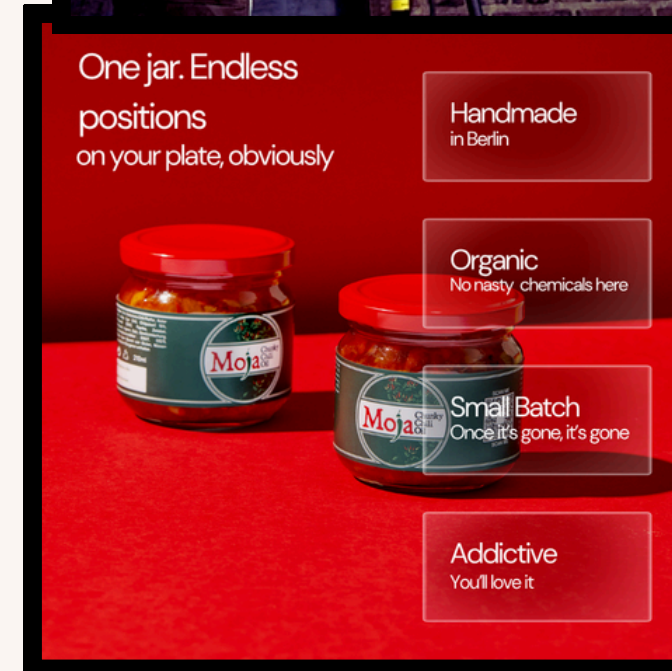 One jar. Endless
positions
on your plate, obviously
Handmade
in Berlin
Organic
No nasty chemicals here
Small Batch
Once it's gone, it's gone
Addictive
You'll love it
Moja
Chunky
Chili
Oil
Moja
Chunky
Chili
Oil